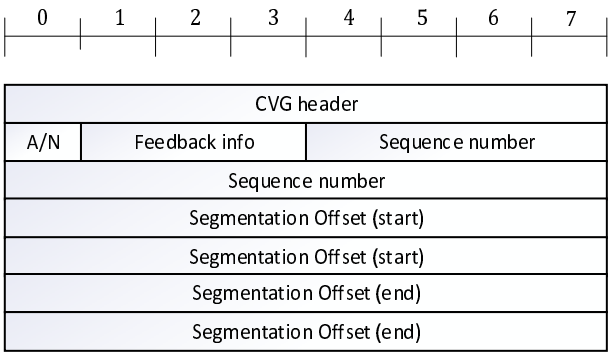 0 1 2 3 4 5 6 7
CVG header
A/N Feedback info Sequence number
Sequence number
Segmentation Offset (start)
Segmentation Offset (start)
Segmentation Offset (end)
Segmentation Offset (end)